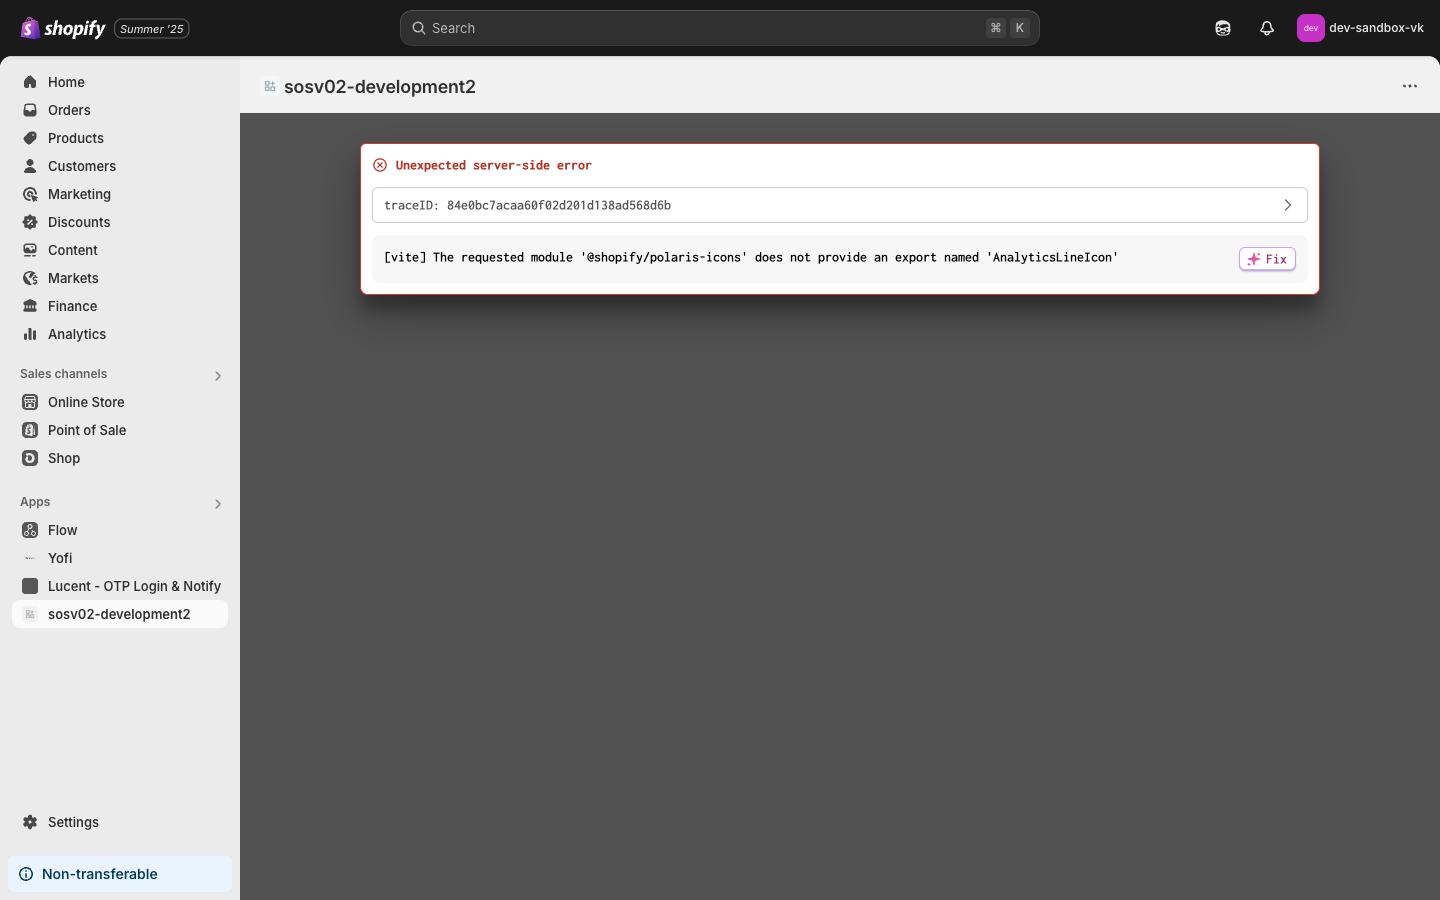 shopify
Summer '25
Search
⌘ K
dev
dev-sandbox-vk
Home
Orders
Products
Customers
Marketing
Discounts
Content
Markets
Finance
Analytics
Sales channels
Online Store
Point of Sale
Shop
Apps
Flow
Yofi
Lucent - OTP Login & Notify
sosv02-development2
Settings
Non-transferable
sosv02-development2
Unexpected server-side error
traceID: 84e0bc7acaa60f02d201d138ad568d6b
[vite] The requested module '@shopify/polaris-icons' does not provide an export named 'AnalyticsLineIcon'
Fix